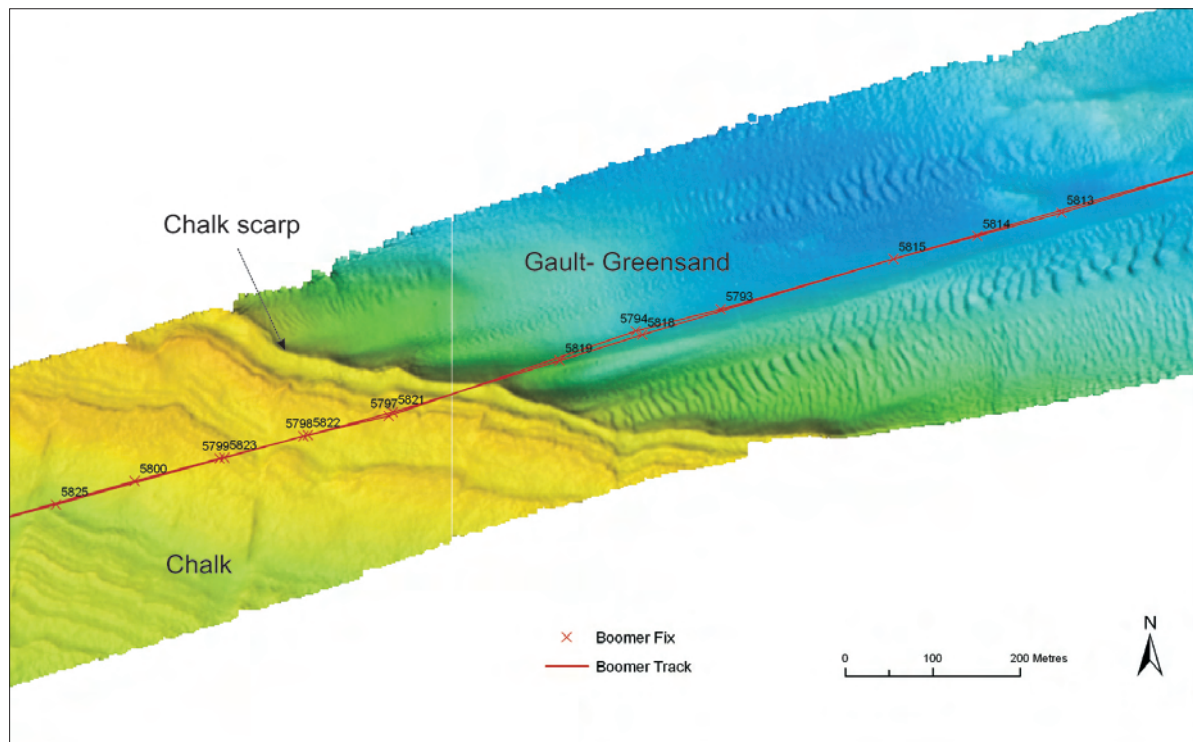 Chalk scarp
Gault- Greensand
5813
5814
5815
5793
5794
5818
5819
5797 5821
5798 5822
5799 5823
5800
5825
Chalk
Boomer Fix
Boomer Track
N
0 100 200 Metres